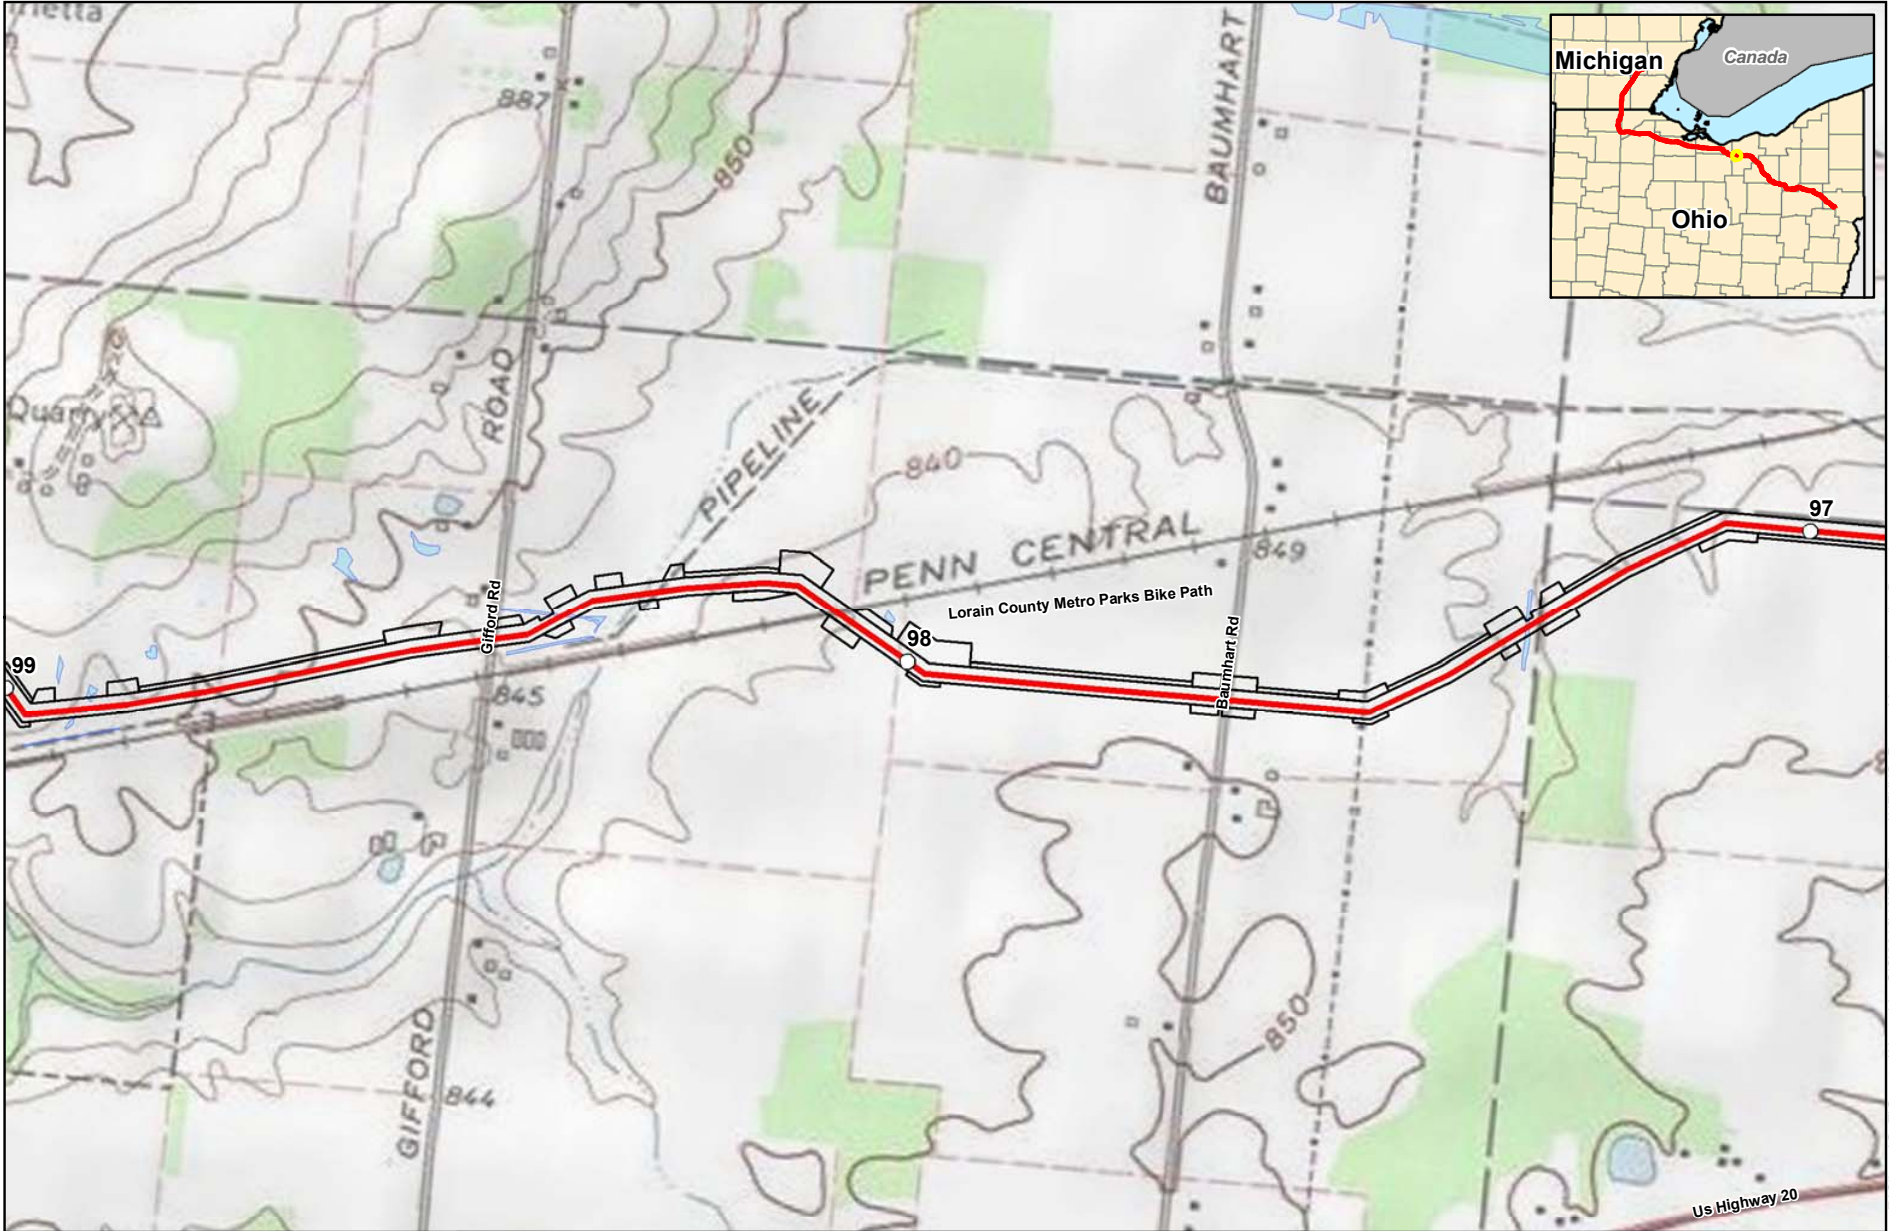 rietta
887
850
BAUMHART
Michigan
Canada
Ohio
ROAD
Quarry
PIPELINE
840
PENN CENTRAL
849
97
Lorain County Metro Parks Bike Path
Gifford Rd
98
Baumhart Rd
99
845
850
GIFFORD
844
Us Highway 20